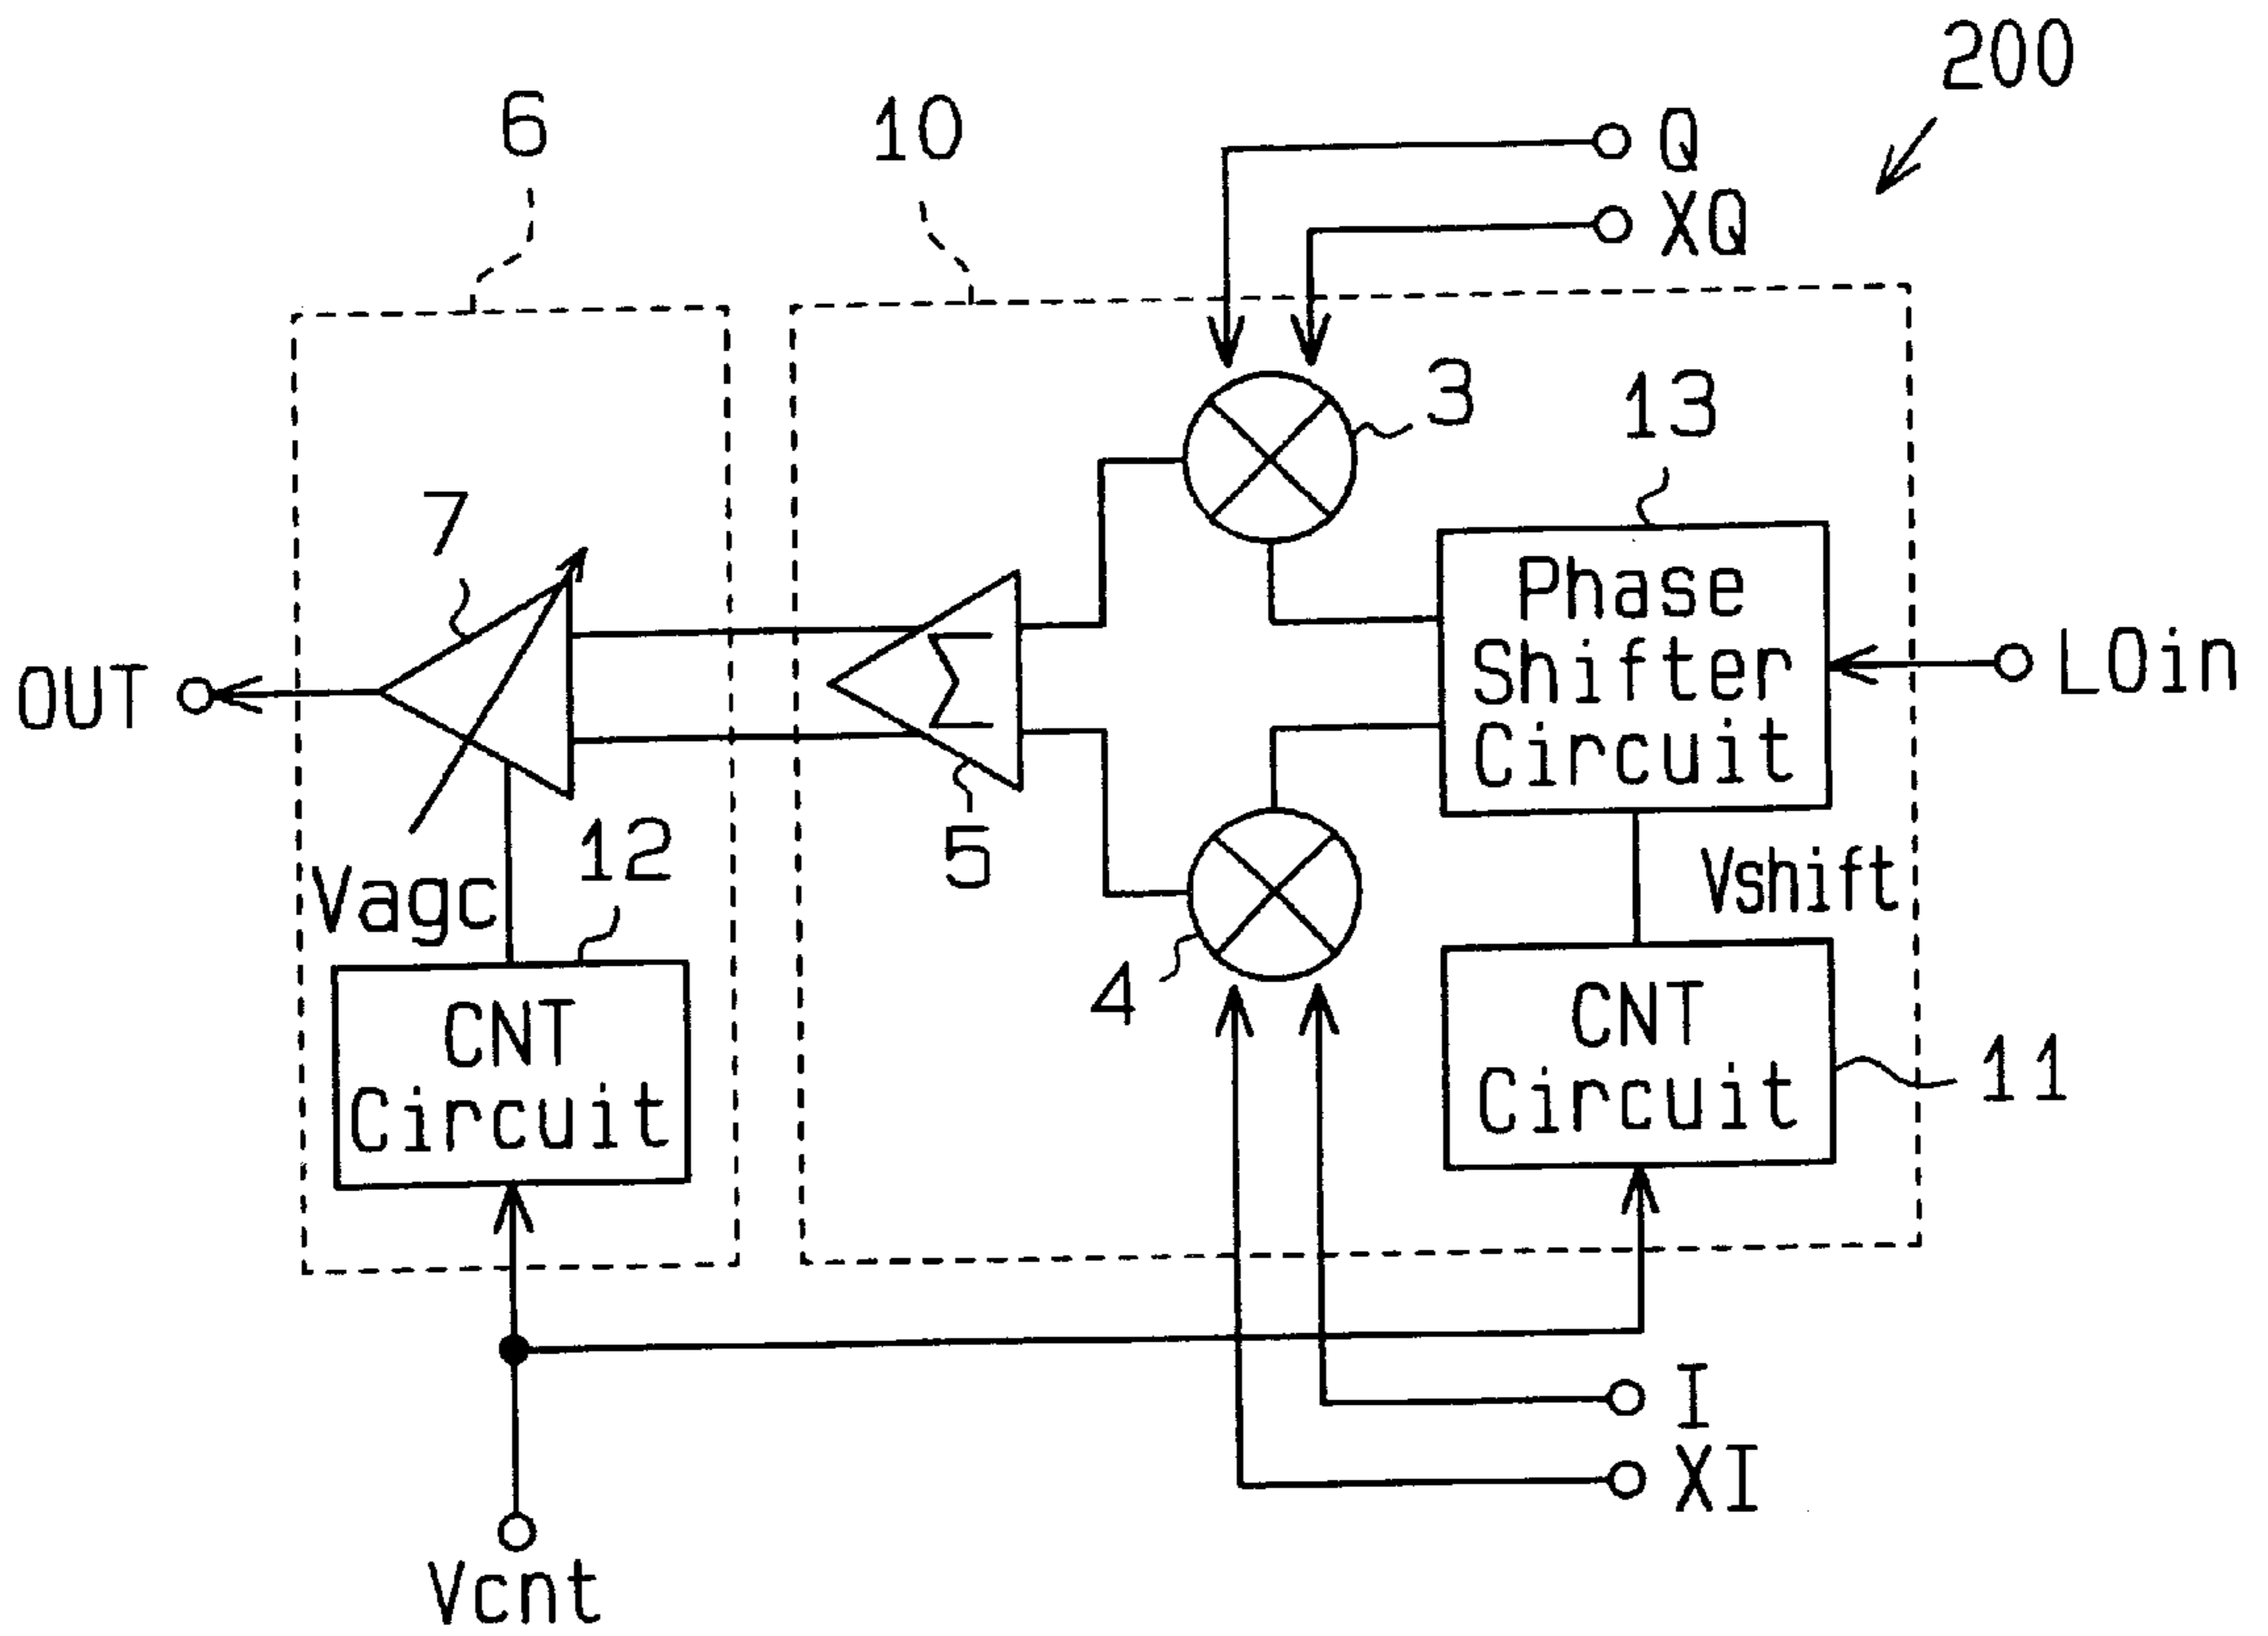 200
6
10
Q
XQ
3
13
7
Phase
Shifter
Circuit
LOin
OUT
Σ
5
12
Vagc
Vshift
4
CNT
Circuit
CNT
Circuit
11
I
XI
Vcnt